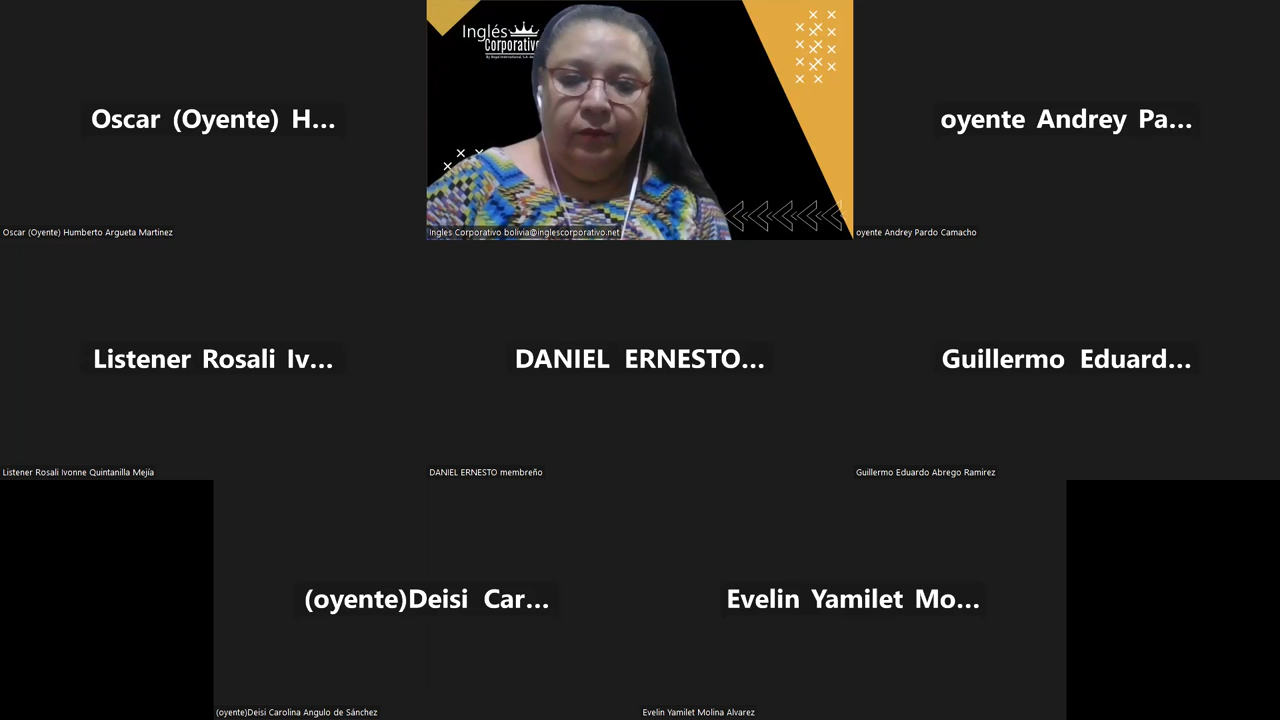 Oscar (Oyente) H...
Oscar (Oyente) Humberto Argueta Martinez
Inglés
Corporativo
Ingles Corporativo bolivia@inglescorporativo.net
oyente Andrey Pa...
oyente Andrey Pardo Camacho
Listener Rosali Iv...
Listener Rosali Ivonne Quintanilla Mejía
DANIEL ERNESTO...
DANIEL ERNESTO membreño
Guillermo Eduard...
Guillermo Eduardo Abrego Ramirez
(oyente)Deisi Car...
(oyente)Deisi Carolina Angulo de Sánchez
Evelin Yamilet Mo...
Evelin Yamilet Molina Alvarez